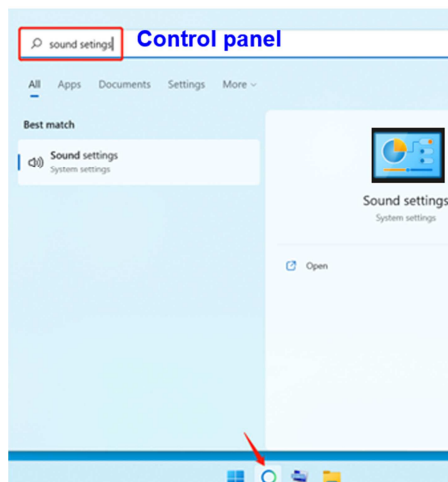 sound setings
Control panel
All Apps Documents Settings More
Best match
Sound settings
System settings
Sound settings
System settings
Open